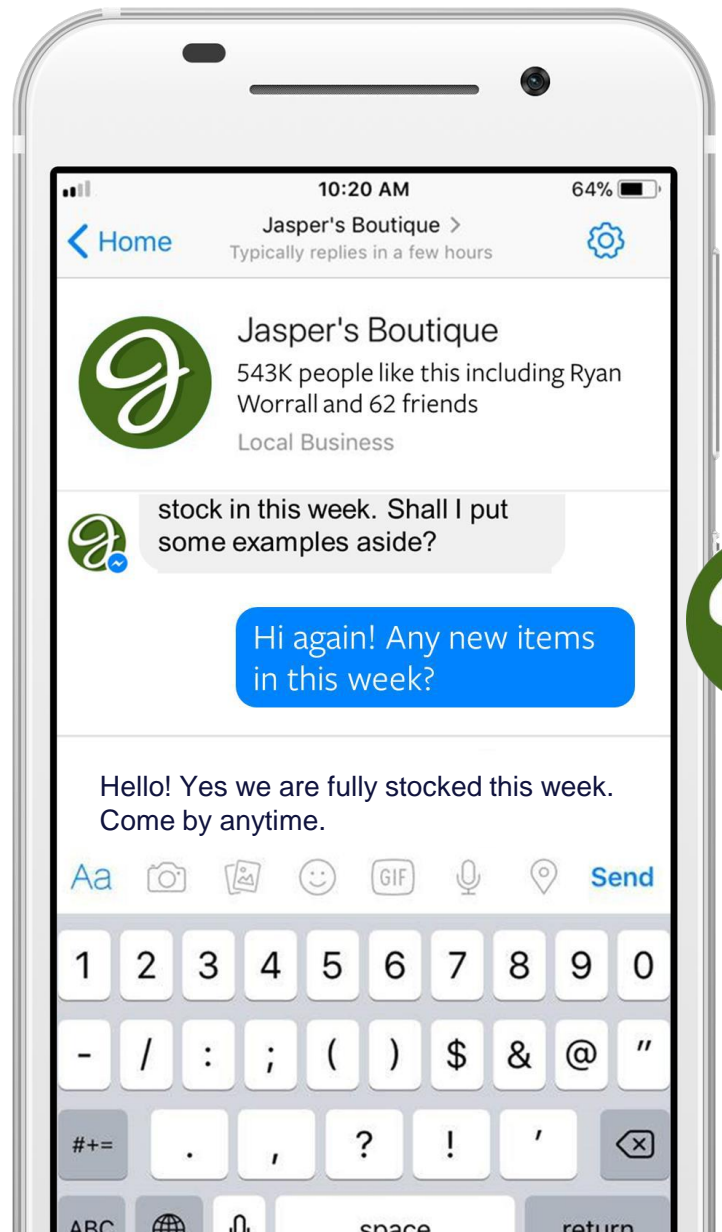 10:20 AM 64%
Home Jasper's Boutique >
Typically replies in a few hours
Jasper's Boutique
543K people like this including Ryan
Worrall and 62 friends
Local Business
stock in this week. Shall I put
some examples aside?
Hi again! Any new items
in this week?
Hello! Yes we are fully stocked this week.
Come by anytime.
Aa GIF Send
1 2 3 4 5 6 7 8 9 0
- / : ; ( ) $ & @ "
#+= . , ? ! '
ABC space return